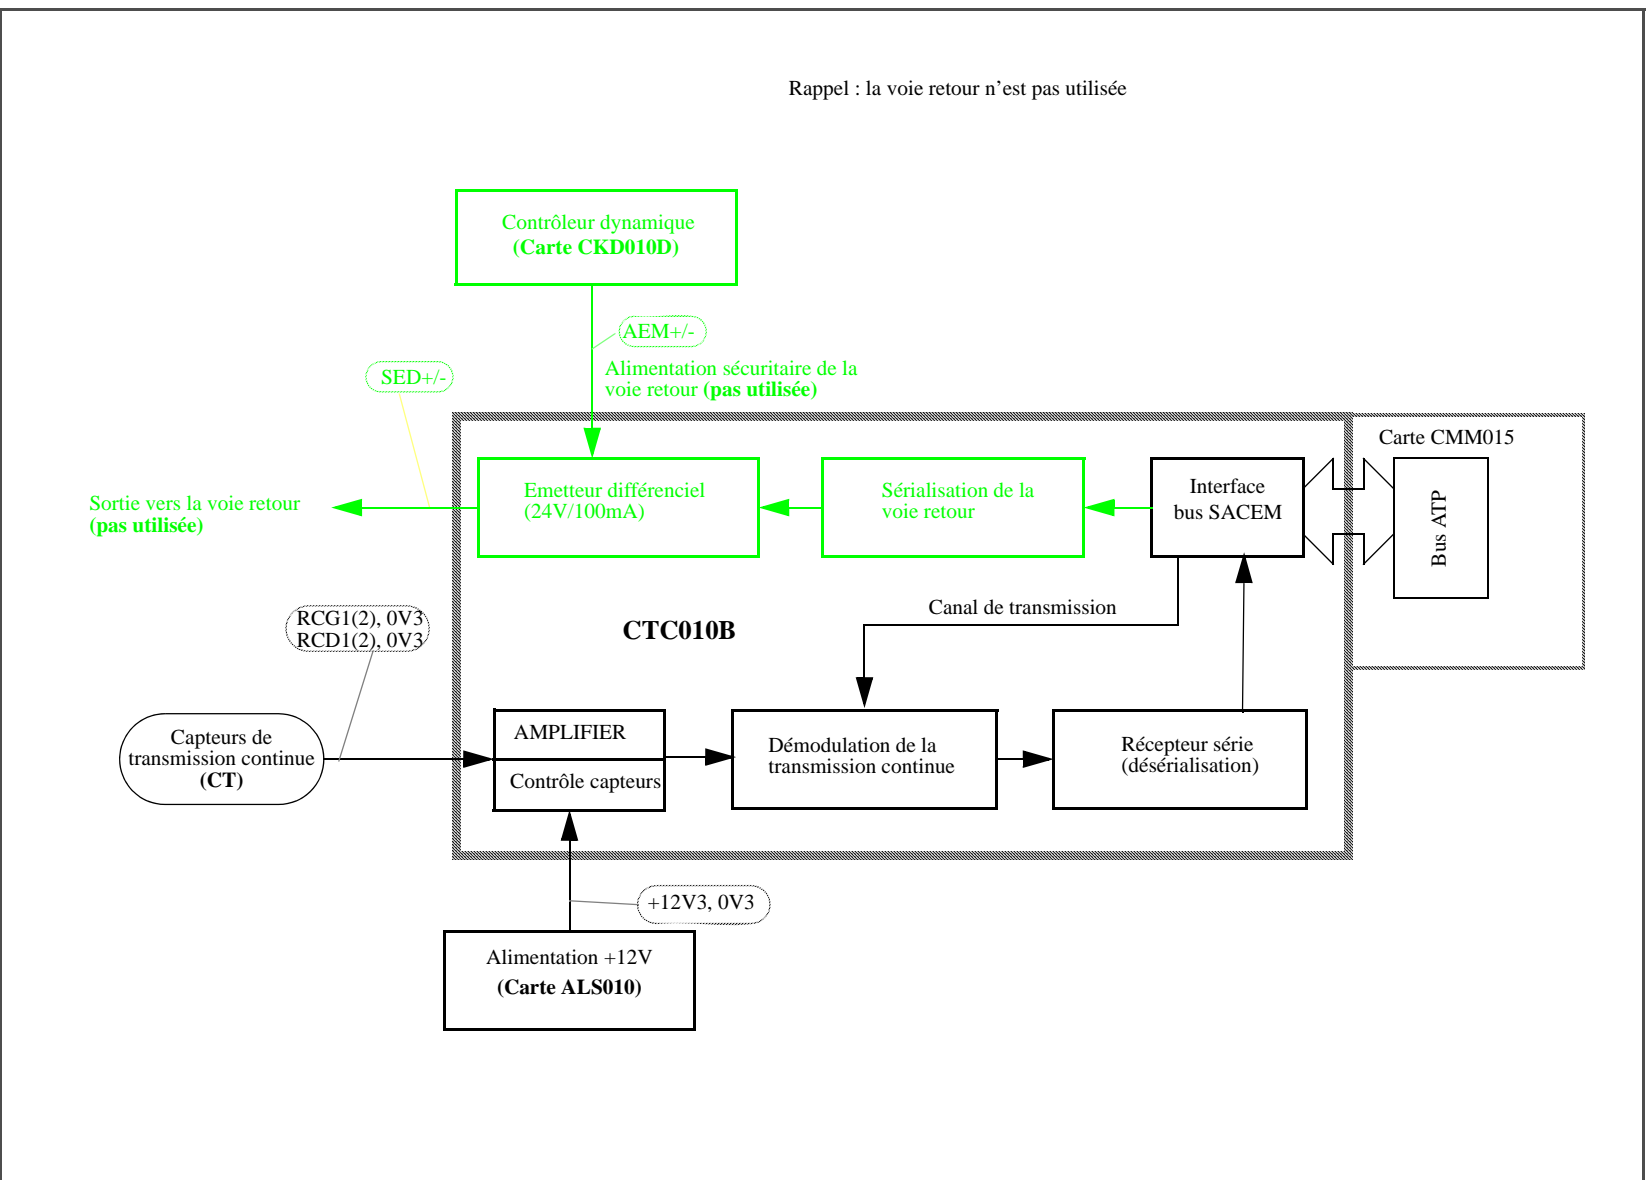 Rappel : la voie retour n'est pas utilisée
Contrôleur dynamique
(Carte CKD010D)
AEM+/-
Alimentation sécuritaire de la
voie retour (pas utilisée)
SED+/-
Carte CMM015
Sortie vers la voie retour
(pas utilisée)
Emetteur différenciel
(24V/100mA)
Sérialisation de la
voie retour
Interface
bus SACEM
Bus ATP
Canal de transmission
CTC010B
RCG1(2), 0V3
RCD1(2), 0V3
Capteurs de
transmission continue
(CT)
AMPLIFIER
Contrôle capteurs
Démodulation de la
transmission continue
Récepteur série
(désérialisation)
+12V3, 0V3
Alimentation +12V
(Carte ALS010)